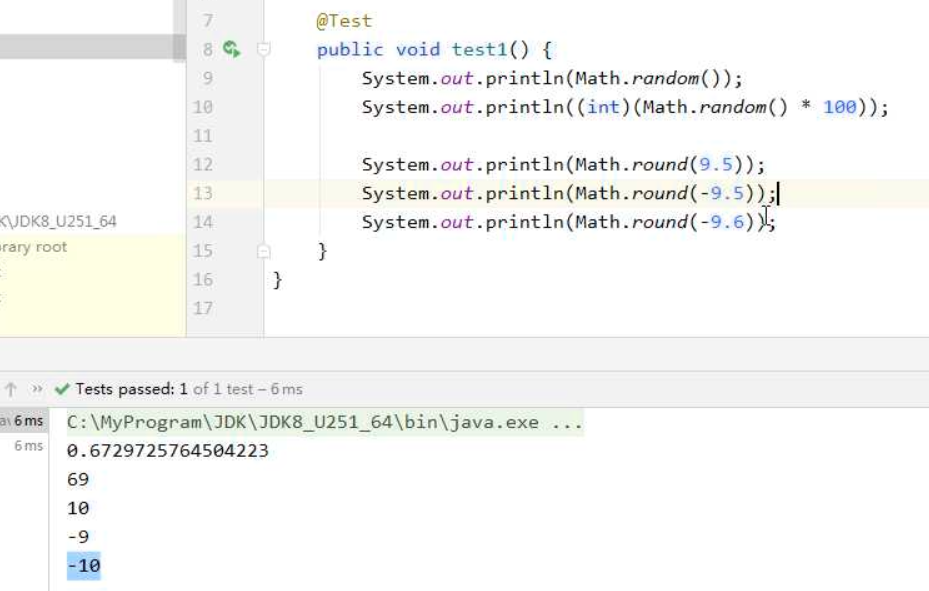 7 @Test
8 public void test1() {
9 System.out.println(Math.random());
10 System.out.println((int)(Math.random() * 100));
11
12 System.out.println(Math.round(9.5));
13 System.out.println(Math.round(-9.5));
14 System.out.println(Math.round(-9.6));
15 }
16 }
17
K\JDK8_U251_64
rary root
Tests passed: 1 of 1 test – 6 ms
6 ms C:\MyProgram\JDK\JDK8_U251_64\bin\java.exe ...
6 ms 0.6729725764504223
69
10
-9
-10